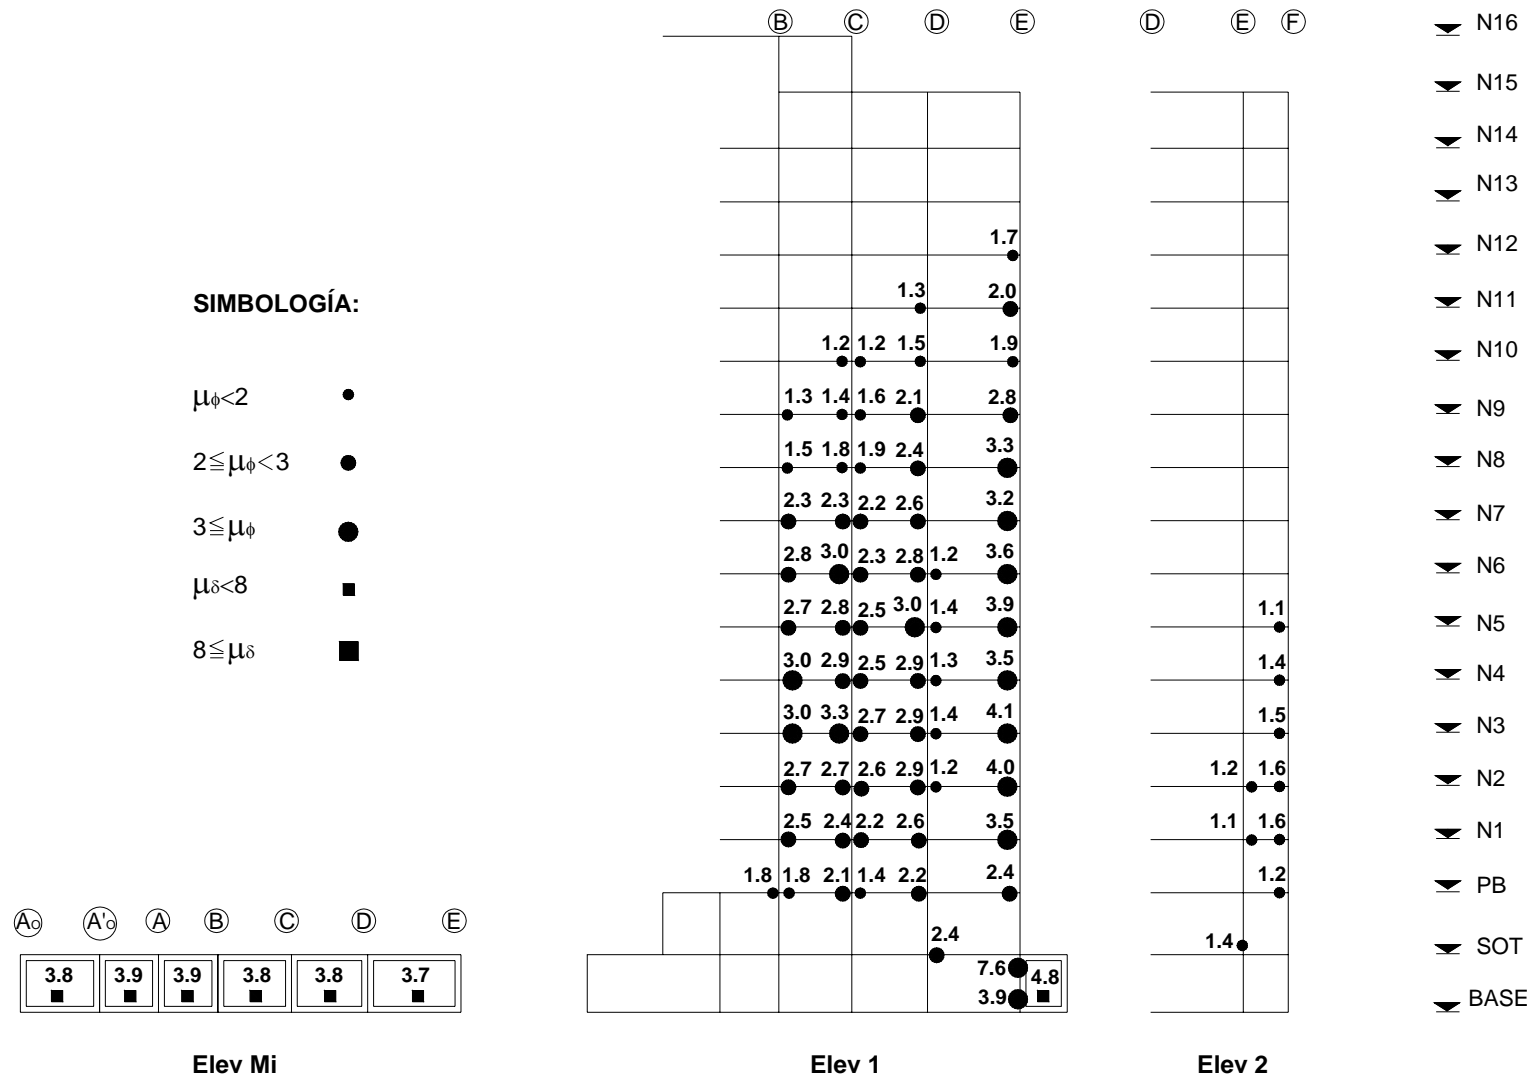 B C D E D E F N16
N15
N14
N13
1.7 N12
SIMBOLOGÍA: 1.3 2.0 N11
1.2 1.2 1.5 1.9 N10
μϕ<2 1.3 1.4 1.6 2.1 2.8 N9
2≦μϕ<3 1.5 1.8 1.9 2.4 3.3 N8
3≦μϕ 2.3 2.3 2.2 2.6 3.2 N7
μδ<8 2.8 3.0 2.3 2.8 1.2 3.6 N6
8≦μδ 2.7 2.8 2.5 3.0 1.4 3.9 1.1 N5
3.0 2.9 2.5 2.9 1.3 3.5 1.4 N4
3.0 3.3 2.7 2.9 1.4 4.1 1.5 N3
2.7 2.7 2.6 2.9 1.2 4.0 1.2 1.6 N2
2.5 2.4 2.2 2.6 3.5 1.1 1.6 N1
1.8 1.8 2.1 1.4 2.2 2.4 1.2 PB
Ao A'o A B C D E
2.4 1.4 SOT
3.8 3.9 3.9 3.8 3.8 3.7 7.6 4.8
3.9 BASE
Elev Mi Elev 1 Elev 2